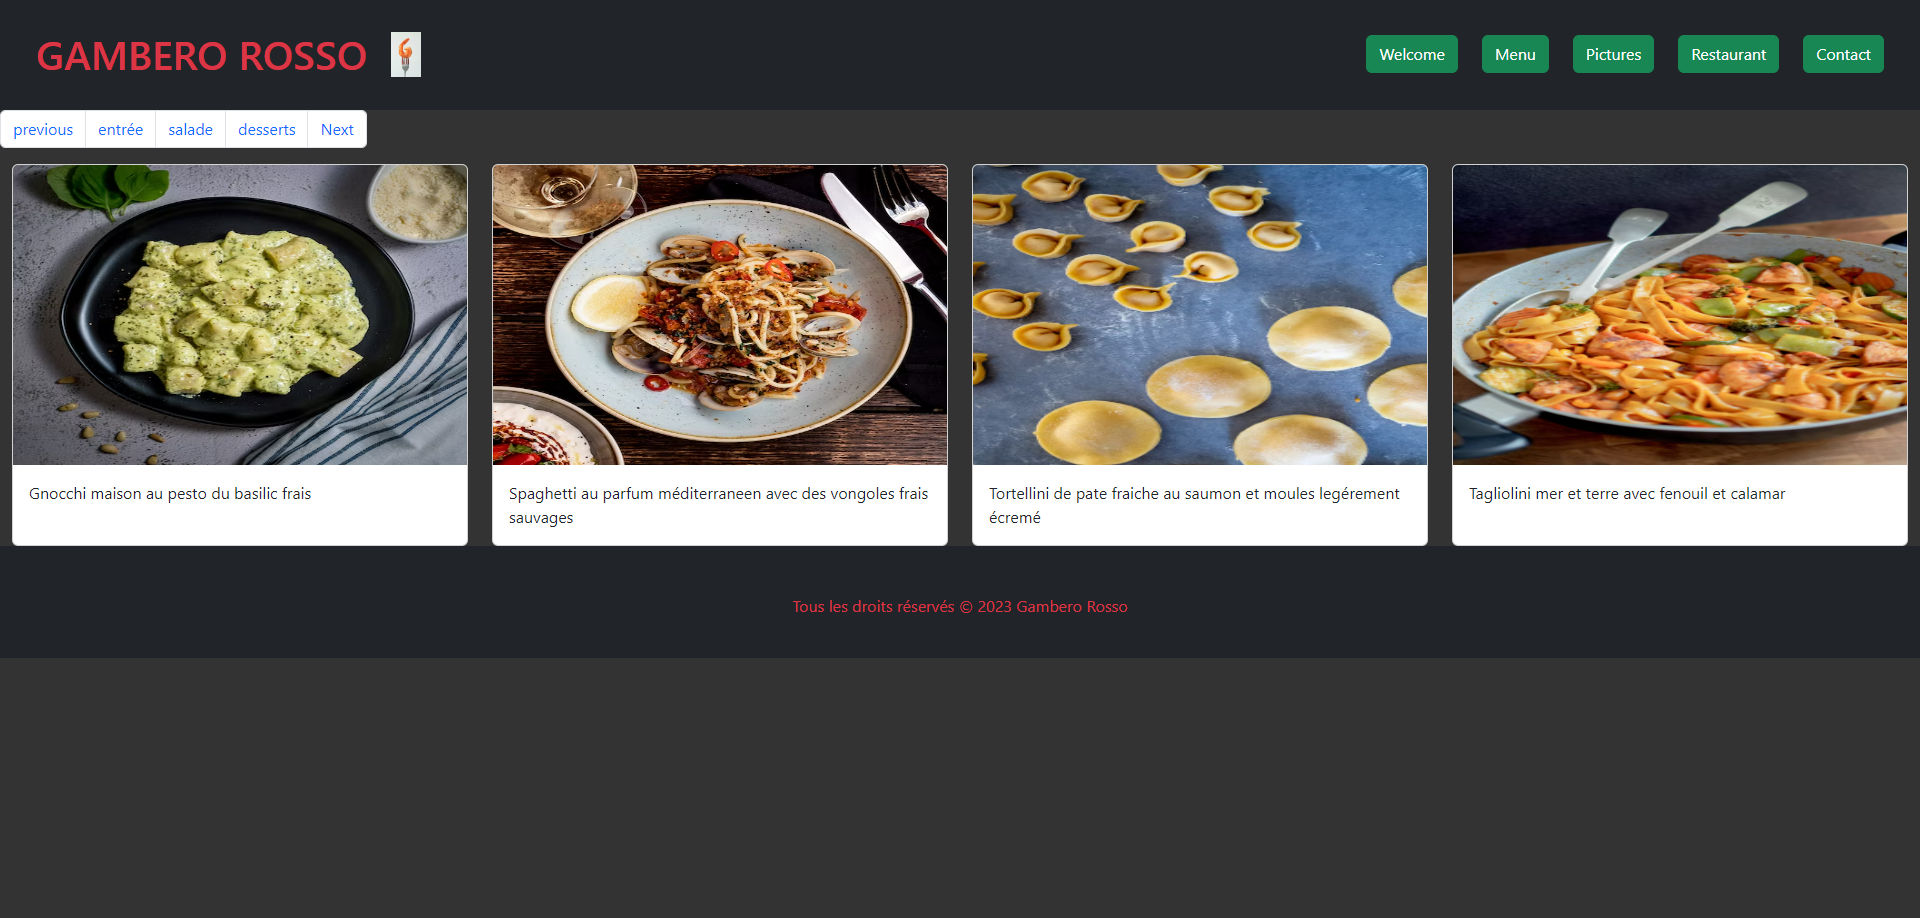 GAMBERO ROSSO
Welcome
Menu
Pictures
Restaurant
Contact
previous
entrée
salade
desserts
Next
Gnocchi maison au pesto du basilic frais
Spaghetti au parfum méditerraneen avec des vongoles frais
sauvages
Tortellini de pate fraiche au saumon et moules legérement
écremé
Tagliolini mer et terre avec fenouil et calamar
Tous les droits réservés © 2023 Gambero Rosso